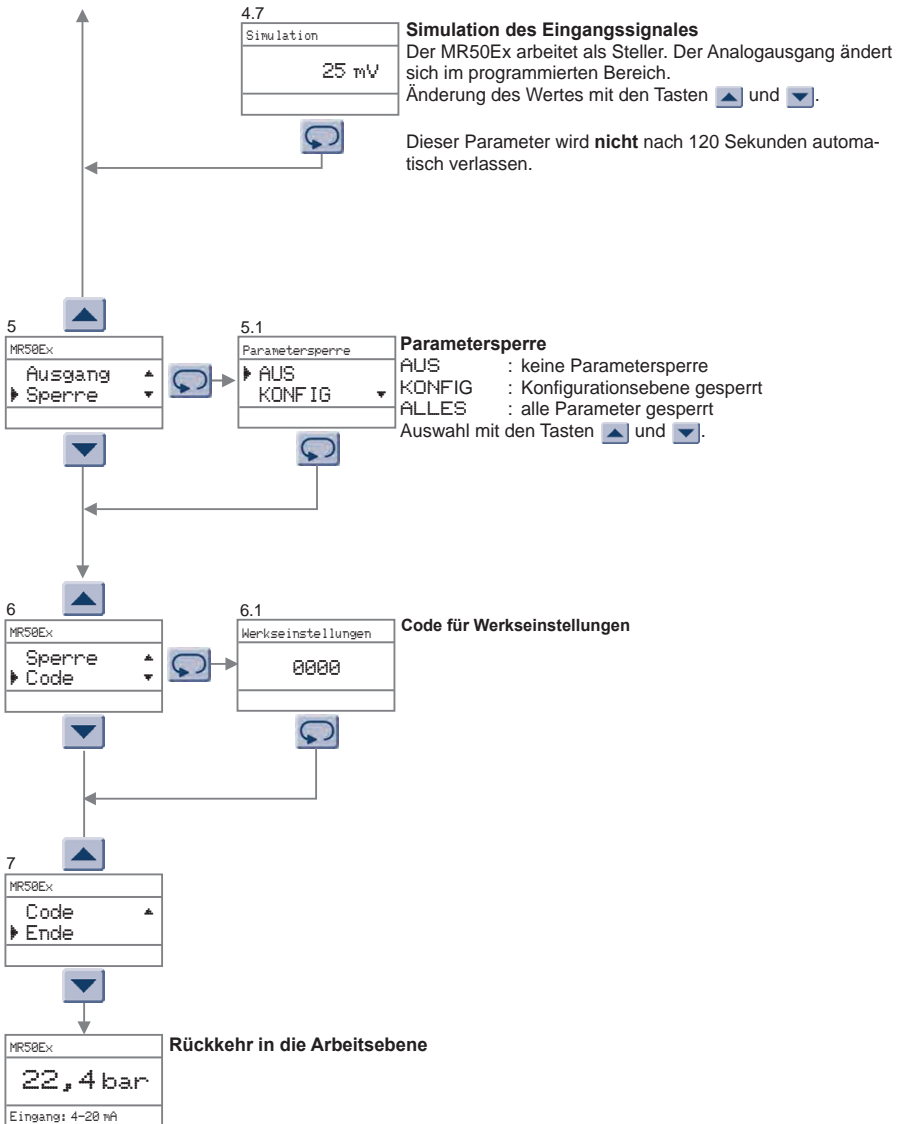 4.7
Simulation
25 mV
Simulation des Eingangssignales
Der MR50Ex arbeitet als Steller. Der Analogausgang ändert
sich im programmierten Bereich.
Änderung des Wertes mit den Tasten ▲ und ▼.
Dieser Parameter wird nicht nach 120 Sekunden automa-
tisch verlassen.
5
MR50Ex
Ausgang
Sperre
5.1
Parametersperre
AUS
KONFIG
Parametersperre
AUS : keine Parametersperre
KONFIG : Konfigurationsebene gesperrt
ALLES : alle Parameter gesperrt
Auswahl mit den Tasten ▲ und ▼.
6
MR50Ex
Sperre
Code
6.1
Werkseinstellungen
0000
Code für Werkseinstellungen
7
MR50Ex
Code
Ende
MR50Ex
22,4 bar
Eingang: 4-20 mA
Rückkehr in die Arbeitsebene